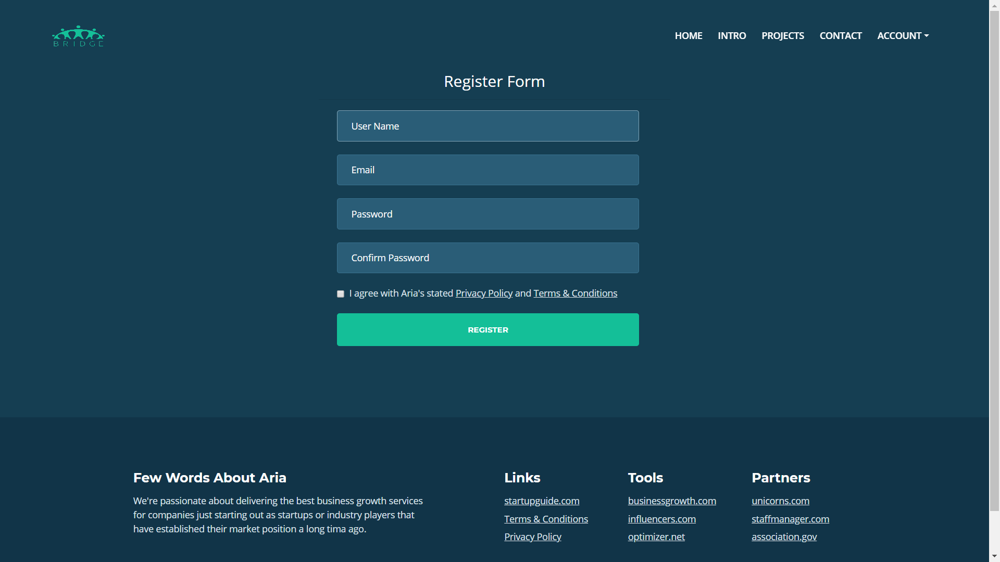 BRIDGE
HOME INTRO PROJECTS CONTACT ACCOUNT
Register Form
User Name
Email
Password
Confirm Password
I agree with Aria's stated Privacy Policy and Terms & Conditions
REGISTER
Few Words About Aria
We're passionate about delivering the best business growth services
for companies just starting out as startups or industry players that
have established their market position a long tima ago.
Links
startupguide.com
Terms & Conditions
Privacy Policy
Tools
businessgrowth.com
influencers.com
optimizer.net
Partners
unicorns.com
staffmanager.com
association.gov